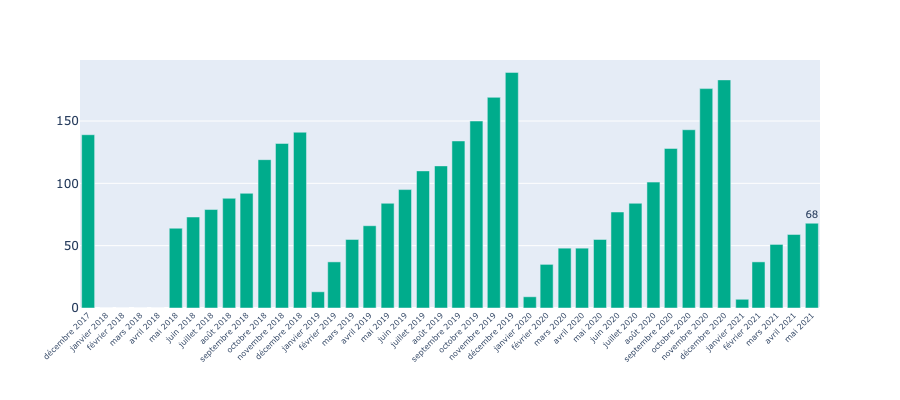 150
100
50
0
68
décembre 2017
janvier 2018
février 2018
mars 2018
avril 2018
mai 2018
juin 2018
juillet 2018
août 2018
septembre 2018
octobre 2018
novembre 2018
décembre 2018
janvier 2019
février 2019
mars 2019
avril 2019
mai 2019
juin 2019
juillet 2019
août 2019
septembre 2019
octobre 2019
novembre 2019
décembre 2019
janvier 2020
février 2020
mars 2020
avril 2020
mai 2020
juin 2020
juillet 2020
août 2020
septembre 2020
octobre 2020
novembre 2020
décembre 2020
janvier 2021
février 2021
mars 2021
avril 2021
mai 2021